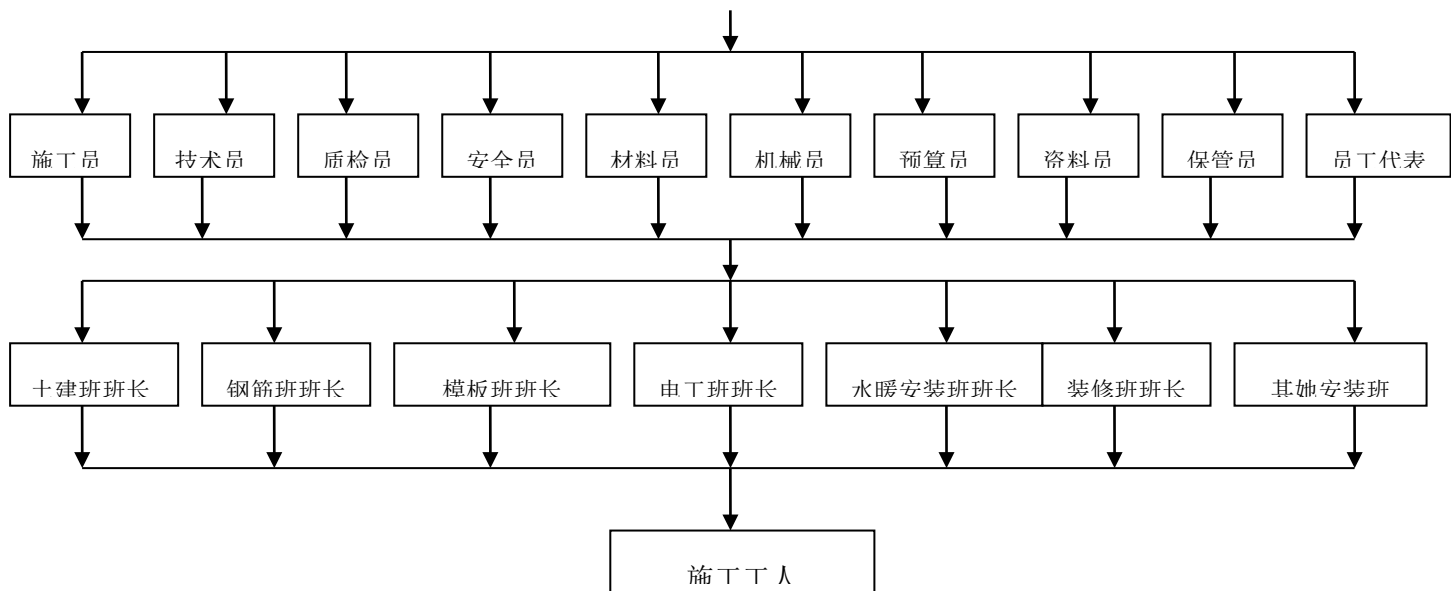 施工员 技术员 质检员 安全员 材料员 机械员 预算员 资料员 保管员 员工代表
土建班班长 钢筋班班长 模板班班长 电工班班长 水暖安装班班长 装修班班长 其她安装班
施工工人